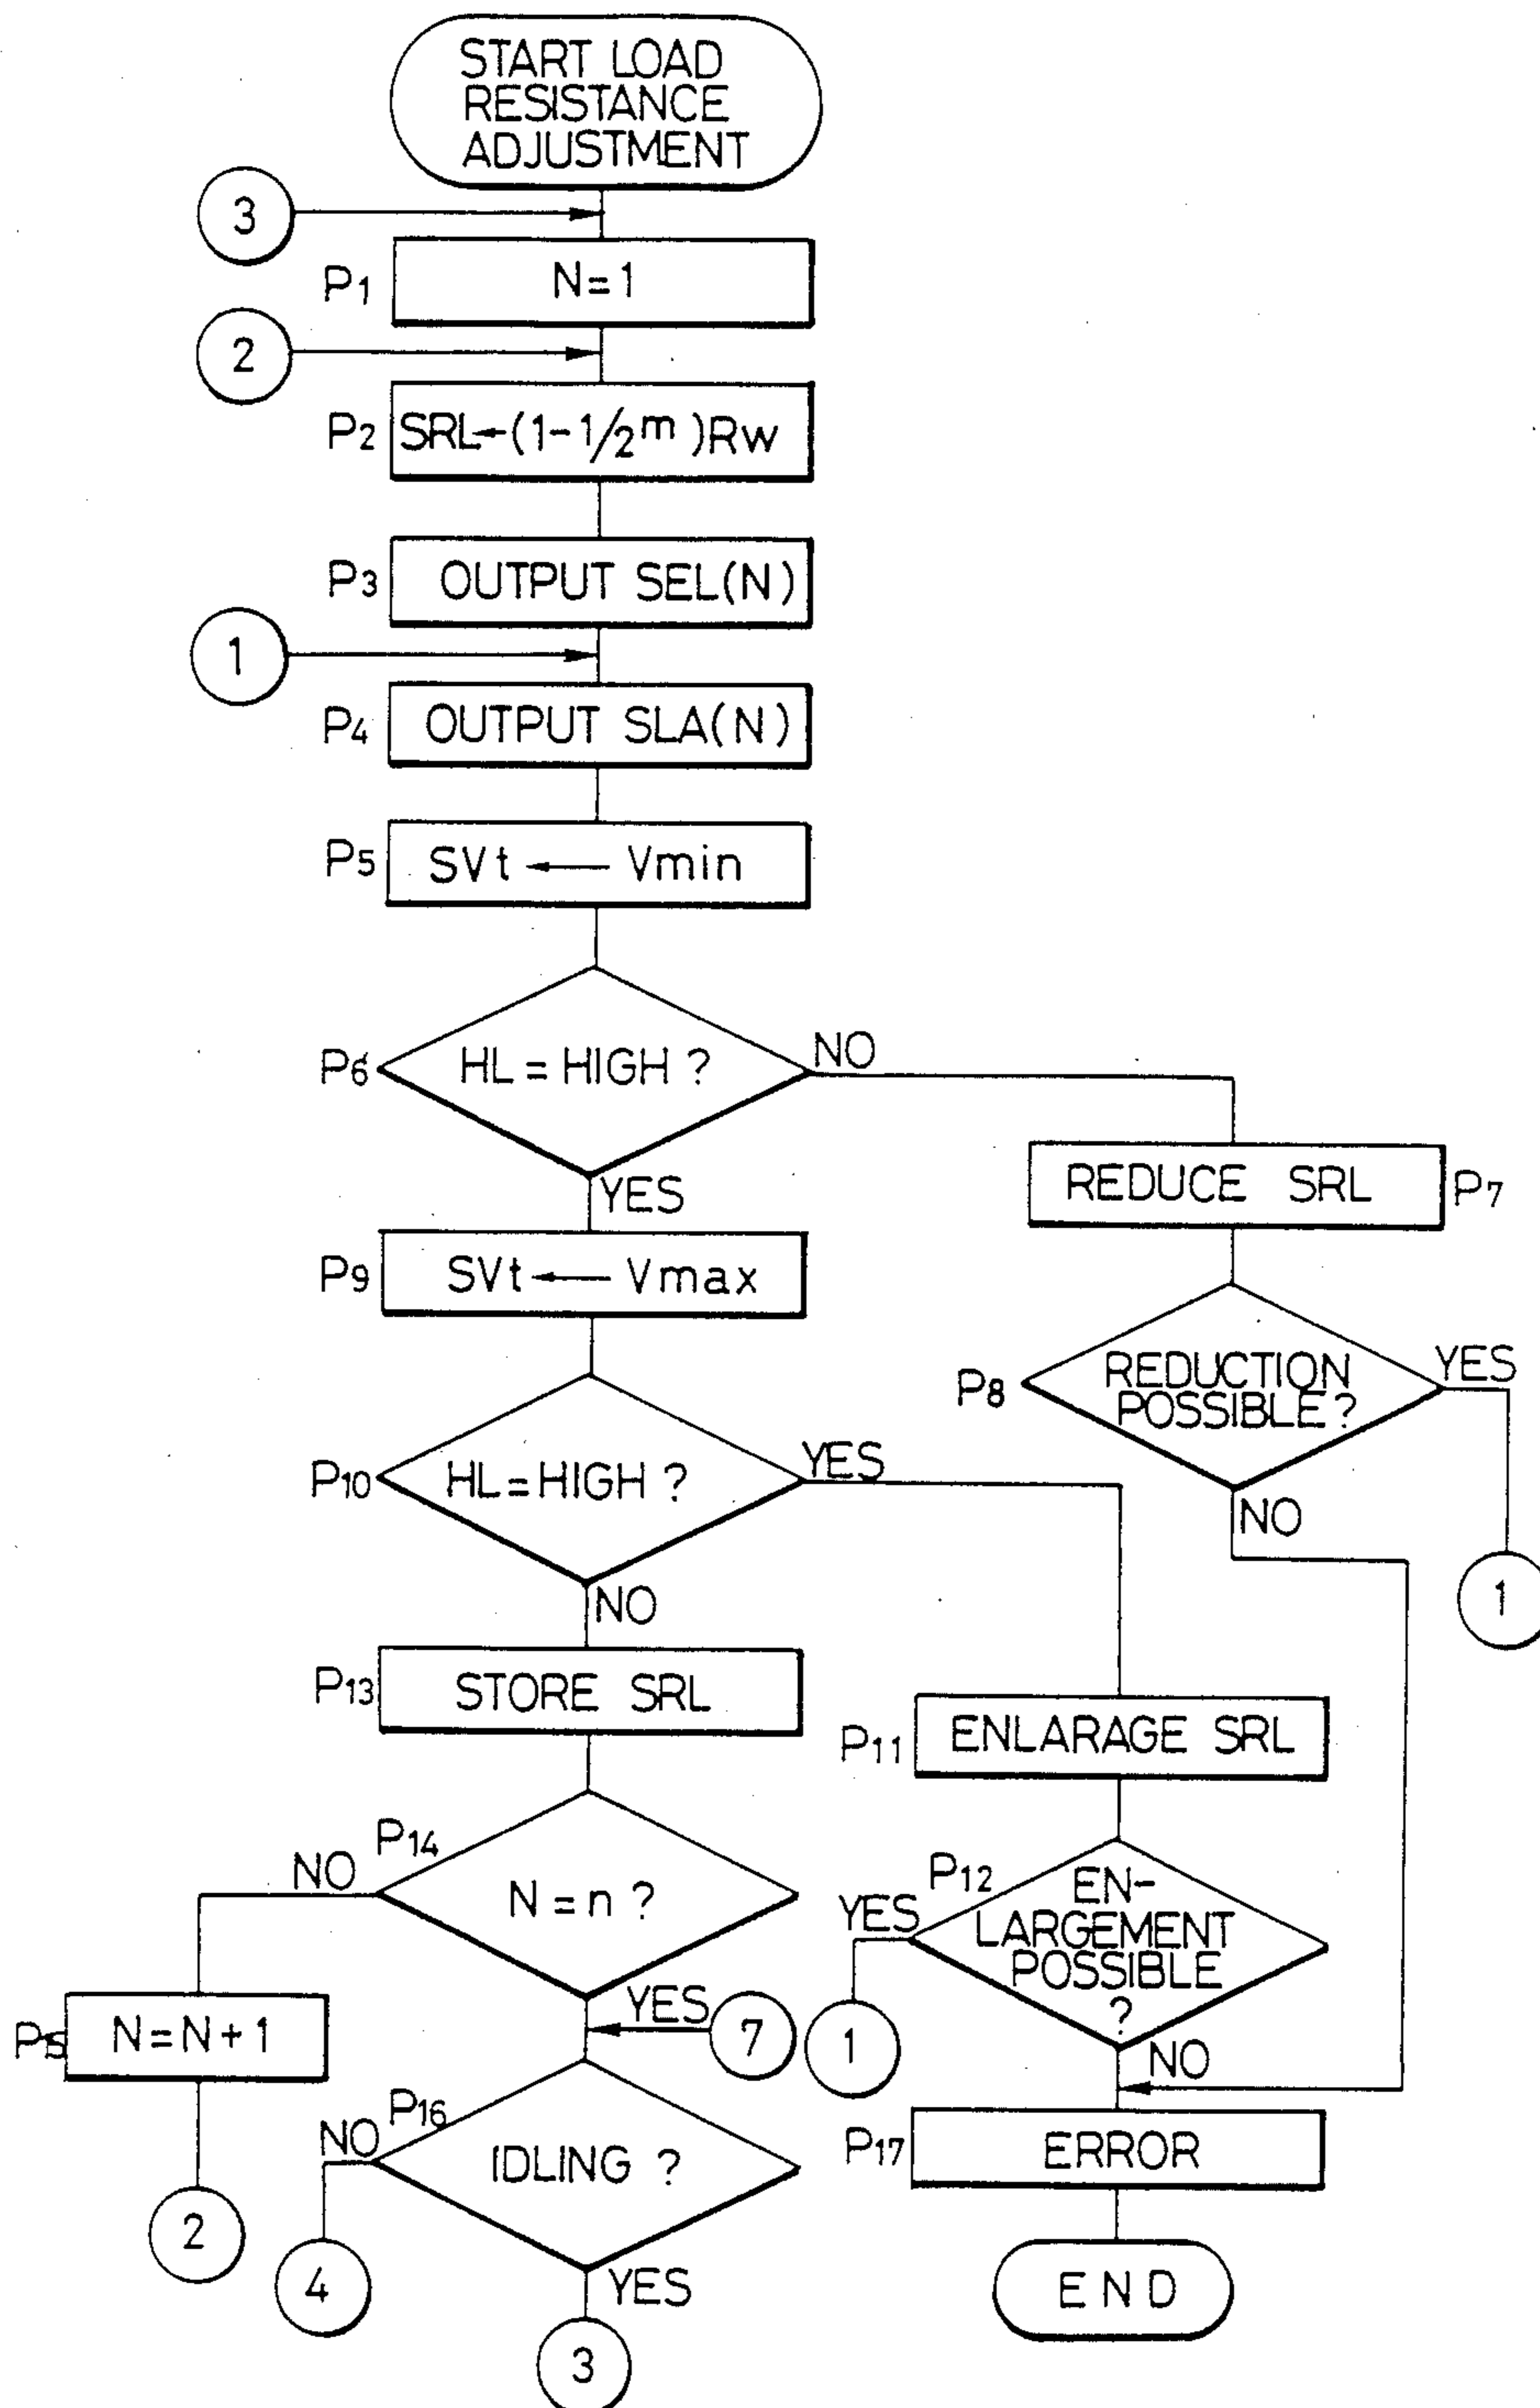 START LOAD
RESISTANCE
ADJUSTMENT
3
P1
N=1
2
P2
SRL←(1-1/2m)Rw
P3
OUTPUT SEL(N)
1
P4
OUTPUT SLA(N)
P5
SVt ← Vmin
P6
HL = HIGH ?
NO
YES
REDUCE SRL
P7
P9
SVt ← Vmax
P8
REDUCTION
POSSIBLE?
YES
NO
1
P10
HL = HIGH ?
YES
NO
P13
STORE SRL
P11
ENLARAGE SRL
P14
N = n ?
NO
YES
7
P12
EN-
LARGEMENT
POSSIBLE
?
YES
1
NO
P15
N = N + 1
2
P16
IDLING ?
NO
4
YES
3
P17
ERROR
END